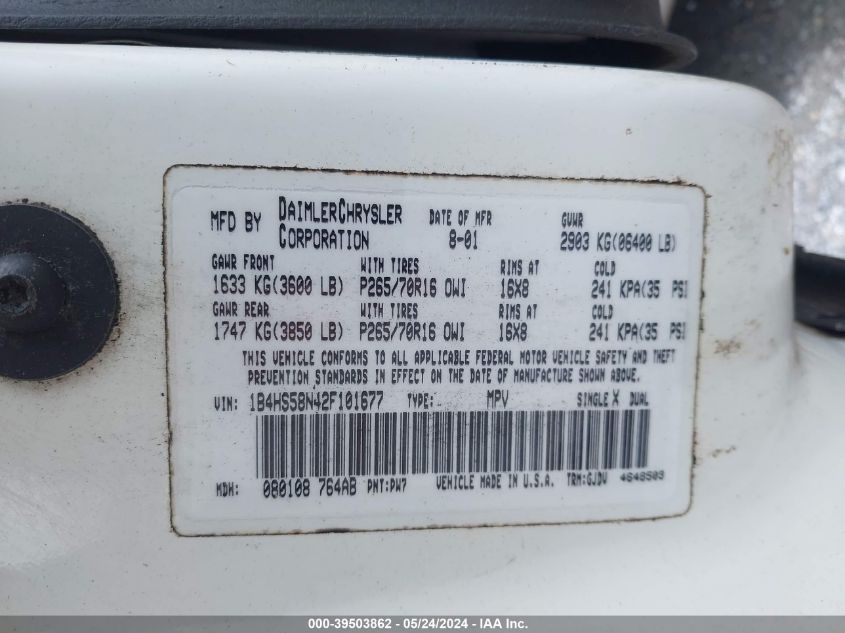 MFD BY DAIMLERCHRYSLER CORPORATION DATE OF MFR 8-01 GVWR 2903 KG(06400 LB)
GAWR FRONT WITH TIRES RIMS AT COLD
1633 KG(3600 LB) P265/70R16 OWI 16X8 241 KPA(35 PSI
GAWR REAR WITH TIRES RIMS AT COLD
1747 KG(3850 LB) P265/70R16 OWI 16X8 241 KPA(35 PSI
THIS VEHICLE CONFORMS TO ALL APPLICABLE FEDERAL MOTOR VEHICLE SAFETY AND THEFT
PREVENTION STANDARDS IN EFFECT ON THE DATE OF MANUFACTURE SHOWN ABOVE.
VIN: 1B4HS58N42F101677 TYPE: MPV SINGLE X DUAL
MDH: 080108 764AB PNT:PW7 VEHICLE MADE IN U.S.A. TRM:GJDV 4648503
000-39503862 - 05/24/2024 - IAA Inc.